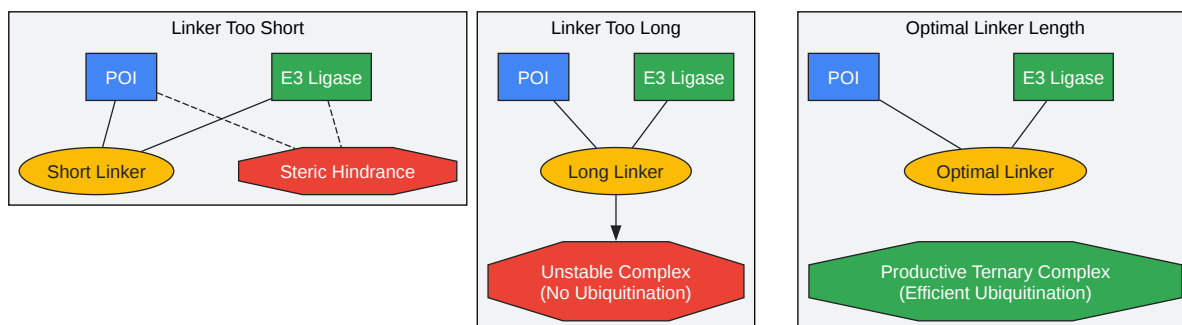 Linker Too Short
POI
E3 Ligase
Short Linker
Steric Hindrance
Linker Too Long
POI
E3 Ligase
Long Linker
Unstable Complex
(No Ubiquitination)
Optimal Linker Length
POI
E3 Ligase
Optimal Linker
Productive Ternary Complex
(Efficient Ubiquitination)